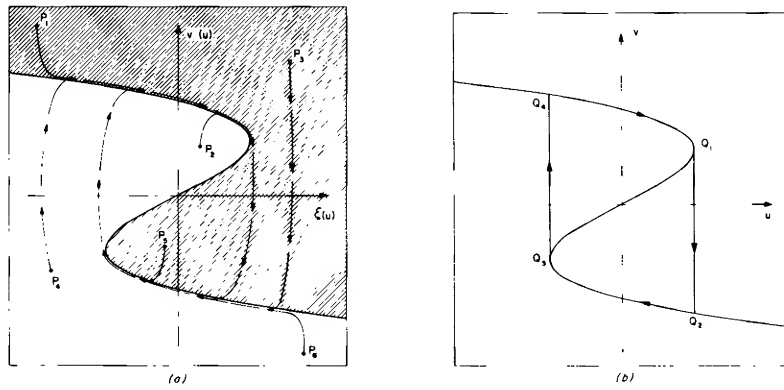 P₁
v (u)
P₃
P₂
ξ(u)
P₅
P₄
P₆
(a)
v
Q₄
Q₁
u
Q₃
Q₂
(b)